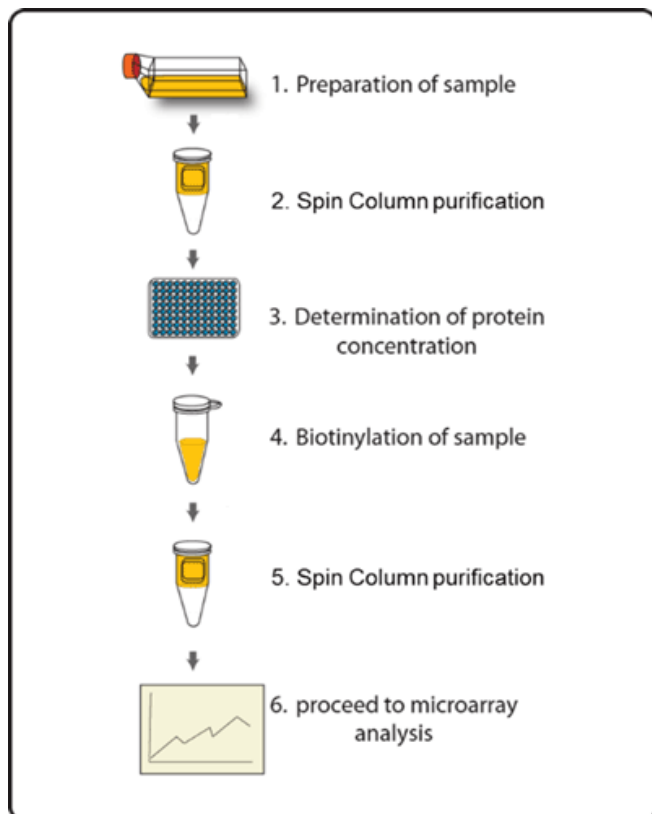 1. Preparation of sample
2. Spin Column purification
3. Determination of protein
concentration
4. Biotinylation of sample
5. Spin Column purification
6. proceed to microarray
analysis